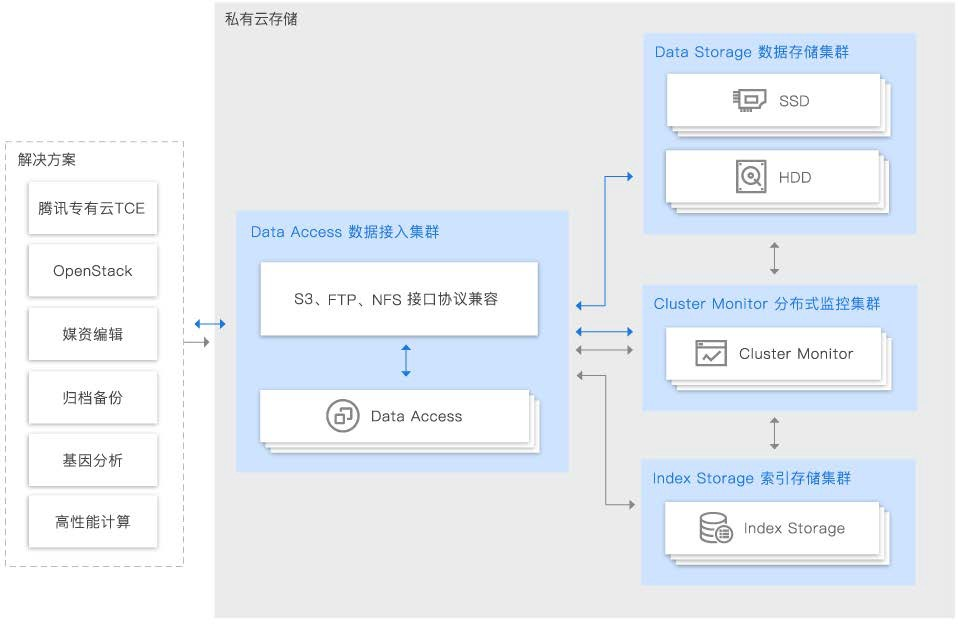 私有云存储
解决方案
腾讯专有云TCE
OpenStack
媒资编辑
归档备份
基因分析
高性能计算
Data Access 数据接入集群
S3、FTP、NFS 接口协议兼容
Data Access
Data Storage 数据存储集群
SSD
HDD
Cluster Monitor 分布式监控集群
Cluster Monitor
Index Storage 索引存储集群
Index Storage